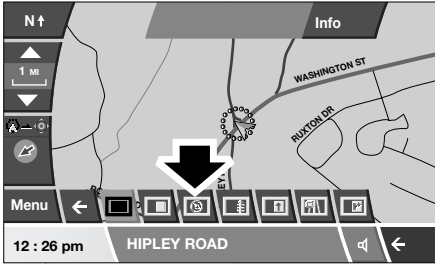 N
Info
1 MI
WASHINGTON ST
RUXTON DR
Menu
12 : 26 pm
HIPLEY ROAD